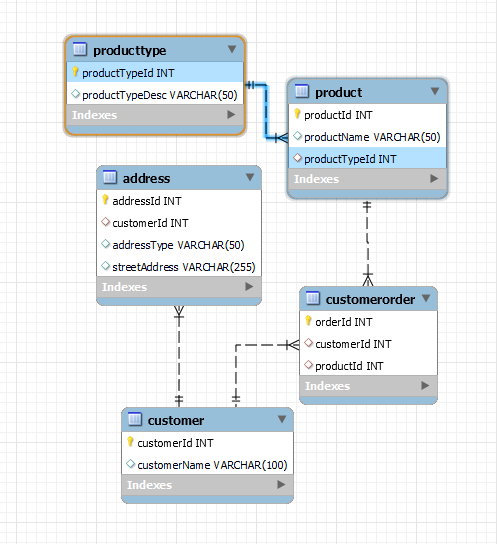 producttype
productTypeId INT
productTypeDesc VARCHAR(50)
Indexes
product
productId INT
productName VARCHAR(50)
productTypeId INT
Indexes
address
addressId INT
customerId INT
addressType VARCHAR(50)
streetAddress VARCHAR(255)
Indexes
customerorder
orderId INT
customerId INT
productId INT
Indexes
customer
customerId INT
customerName VARCHAR(100)
Indexes